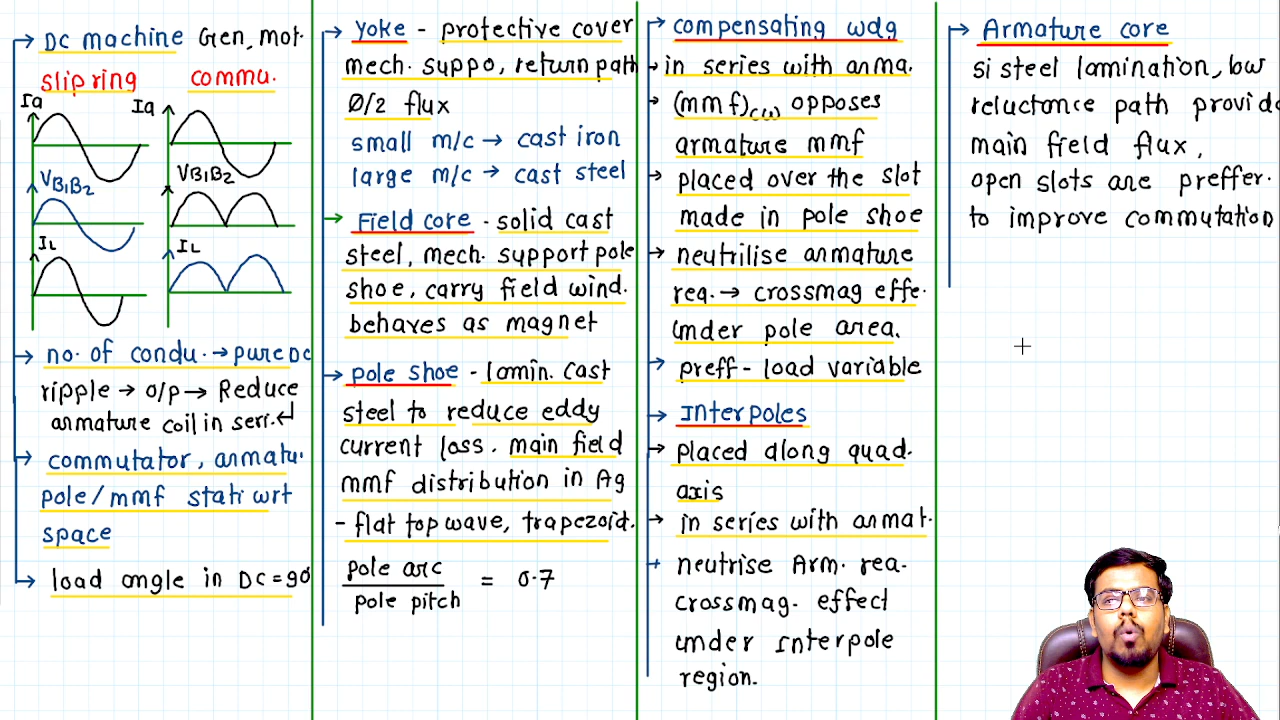 DC machine Gen, mot.
slip ring commu.
Ia Ia
VB1B2 VB1B2
IL IL
no. of condu. → pure DC
ripple → o/p → Reduce
armature coil in seri. ↵
commutator, armatu.
pole/mmf stati wrt
space
load angle in DC = 90
Yoke - protective cover
mech. suppo, return path
Ø/2 flux
small m/c → cast iron
large m/c → cast steel
Field core - solid cast
steel, mech. support pole
shoe, carry field wind.
behaves as magnet
pole shoe - lamin. cast
steel to reduce eddy
current loss. main field
mmf distribution in Ag
- flat top wave, trapezoid.
pole arc
pole pitch = 0.7
compensating wdg
in series with arma.
(mmf)cw opposes
armature mmf
placed over the slot
made in pole shoe
neutrilise armature
rea. → crossmag effe.
under pole area.
preff - load variable
Interpoles
placed along quad.
axis
in series with armat.
neutrise Arm. rea.
crossmag. effect
under Interpole
region.
Armature core
si steel lamination, low
reluctance path provide
main field flux,
open slots are preffer.
to improve commutation